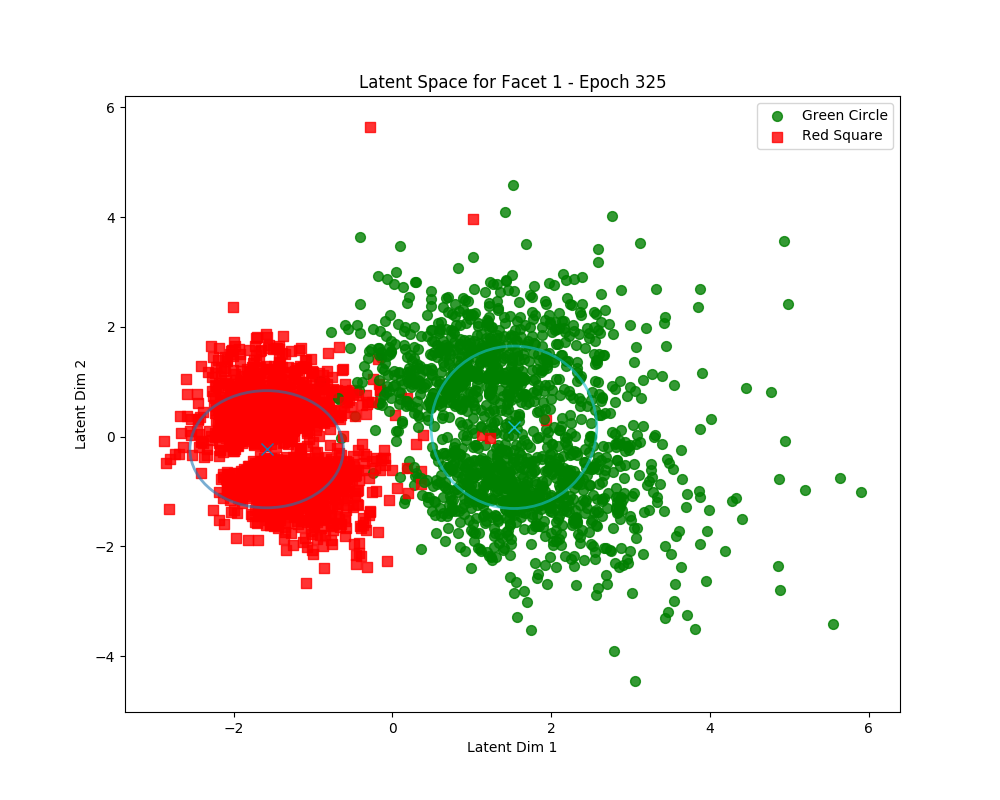 Latent Space for Facet 1 - Epoch 325
Green Circle
Red Square
6
4
2
0
−2
−4
Latent Dim 2
−2
0
2
4
6
Latent Dim 1